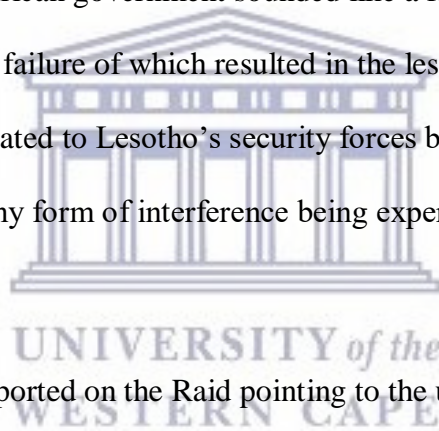 failure of which resulted in the les
ated to Lesotho's security forces b
ny form of interference being exper
UNIVERSITY of the
ported on the Raid pointing to the u
WESTERN CAPE